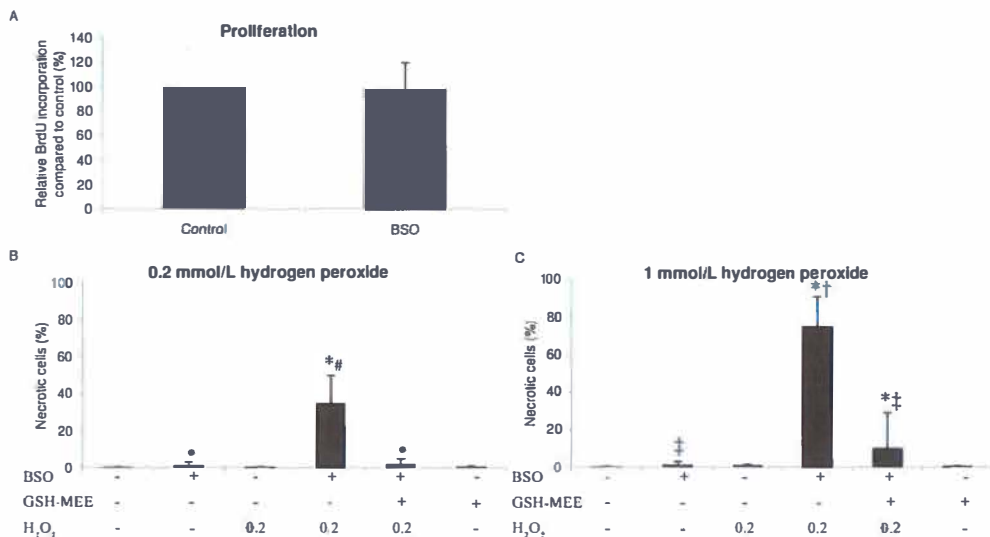 A
Proliferation
Relative BrdU incorporation
compared to control (%)
140
120
100
80
60
40
20
0
Control
BSO
B
0.2 mmol/L hydrogen peroxide
Necrotic cells (%)
100
80
60
40
20
0
•
*#
•
BSO - + - + + -
GSH-MEE - - - - + +
H₂O₂ - - 0.2 0.2 0.2 -
C
1 mmol/L hydrogen peroxide
Necrotic cells (%)
100
80
60
40
20
0
‡
*†
*‡
BSO - + - + + -
GSH-MEE - - - - + +
H₂O₂ - - 0.2 0.2 0.2 -